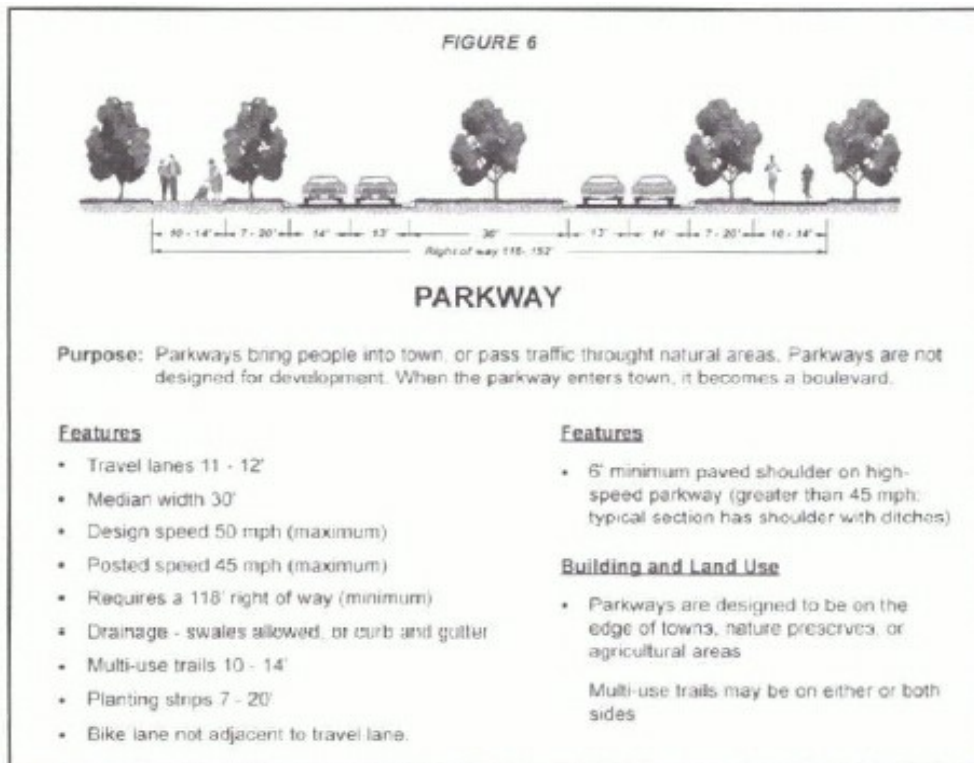 FIGURE 6
10 - 14' 7 - 20' 14' 13' 30' 13' 14' 7 - 20' 10 - 14'
Right of way 118- 152'
PARKWAY
Purpose: Parkways bring people into town, or pass traffic throught natural areas. Parkways are not
designed for development. When the parkway enters town, it becomes a boulevard.
Features
• Travel lanes 11 - 12'
• Median width 30'
• Design speed 50 mph (maximum)
• Posted speed 45 mph (maximum)
• Requires a 118' right of way (minimum)
• Drainage - swales allowed, or curb and gutter
• Multi-use trails 10 - 14'
• Planting strips 7 - 20'
• Bike lane not adjacent to travel lane.
Features
• 6' minimum paved shoulder on high-
speed parkway (greater than 45 mph;
typical section has shoulder with ditches)
Building and Land Use
• Parkways are designed to be on the
edge of towns, nature preserves, or
agricultural areas
Multi-use trails may be on either or both
sides